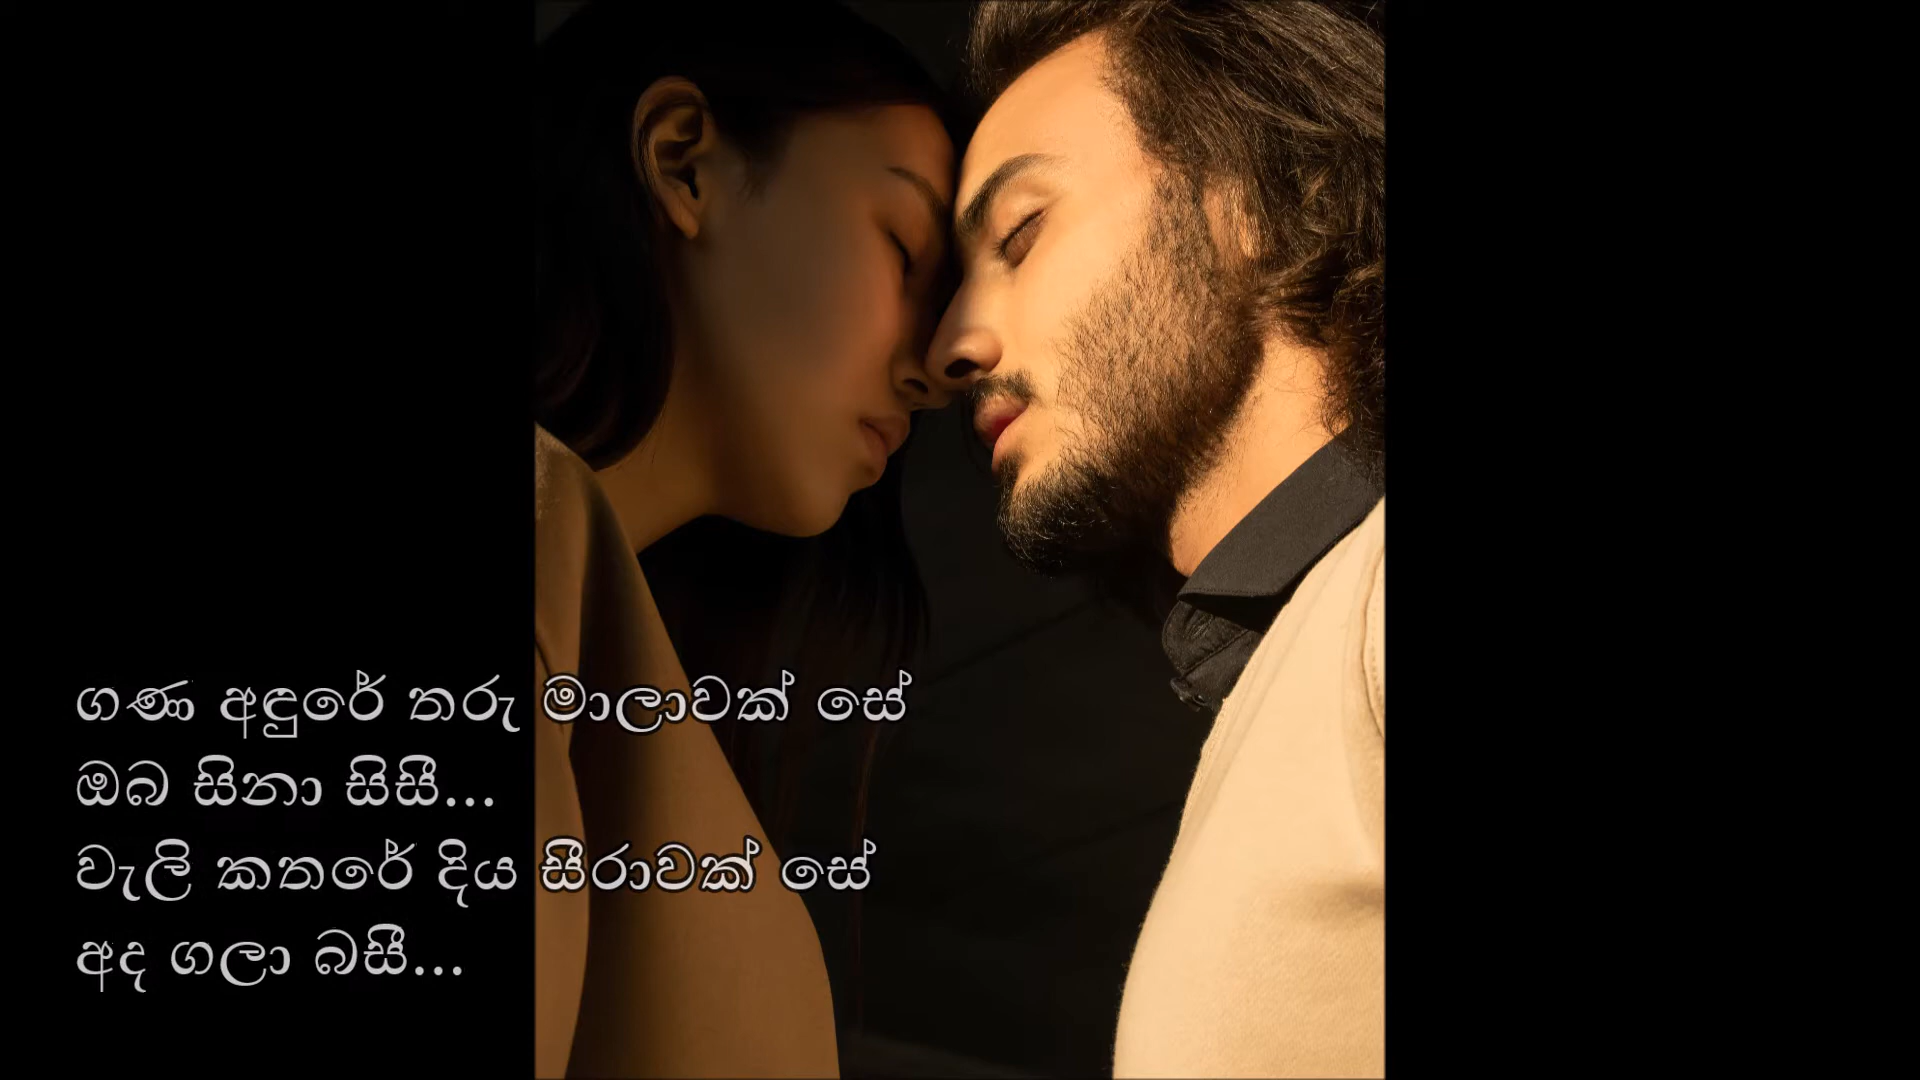 ගණ අඳුරේ තරු මාලාවක් සේ
ඔබ සිනා සිසී...
වැලි කතරේ දිය සීරාවක් සේ
අද ගලා බසී...